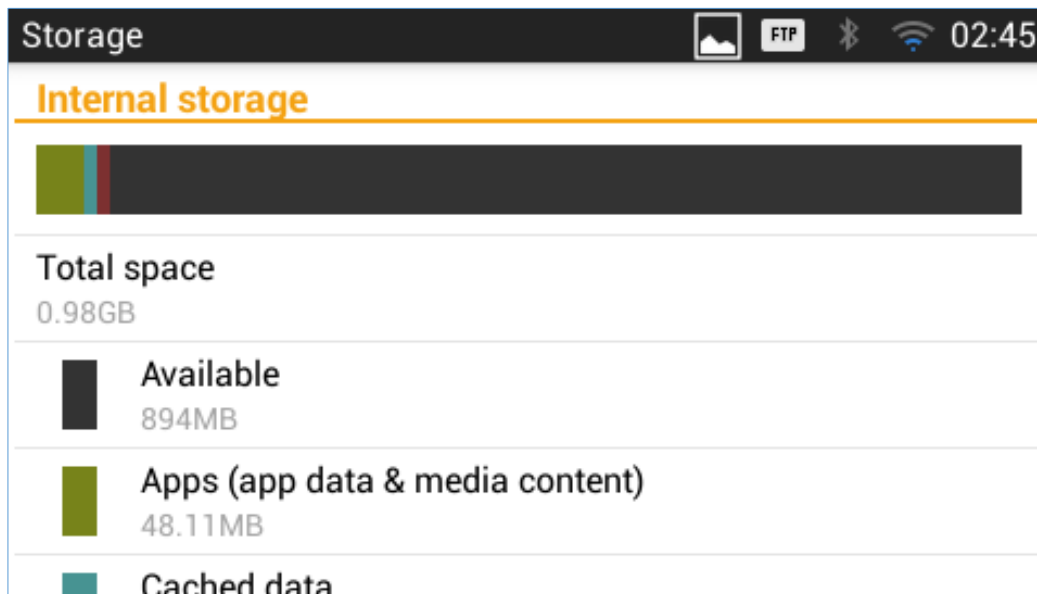 Storage FTP 02:45
Internal storage
Total space
0.98GB
Available
894MB
Apps (app data & media content)
48.11MB
Cached data